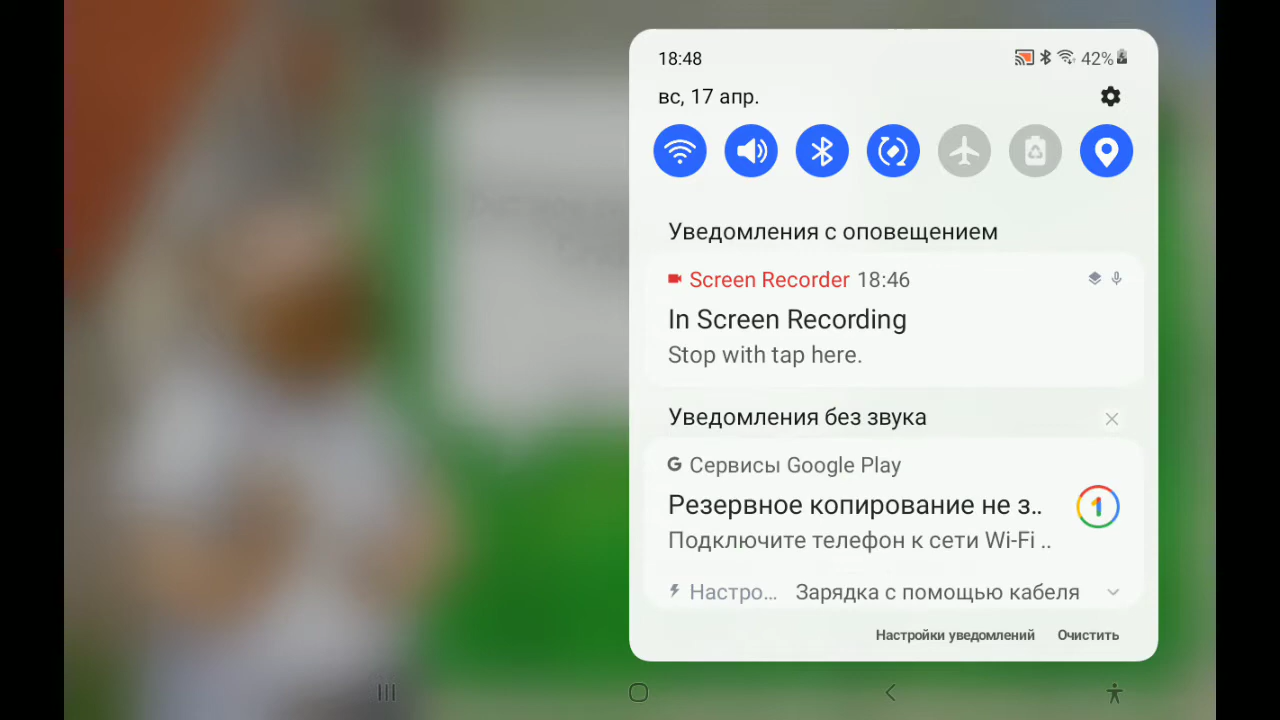 18:48
42%
вс, 17 апр.
Уведомления с оповещением
Screen Recorder 18:46
In Screen Recording
Stop with tap here.
Уведомления без звука
Сервисы Google Play
Резервное копирование не з..
Подключите телефон к сети Wi-Fi ..
Настро... Зарядка с помощью кабеля
Настройки уведомлений Очистить